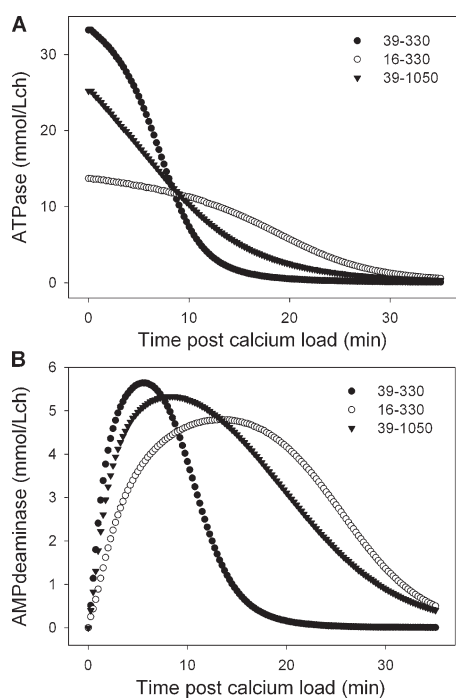 A
ATPase (mmol/Lch)
30
20
10
0
39-330
16-330
39-1050
0 10 20 30
Time post calcium load (min)
B
AMPdeaminase (mmol/Lch)
6
5
4
3
2
1
0
39-330
16-330
39-1050
0 10 20 30
Time post calcium load (min)